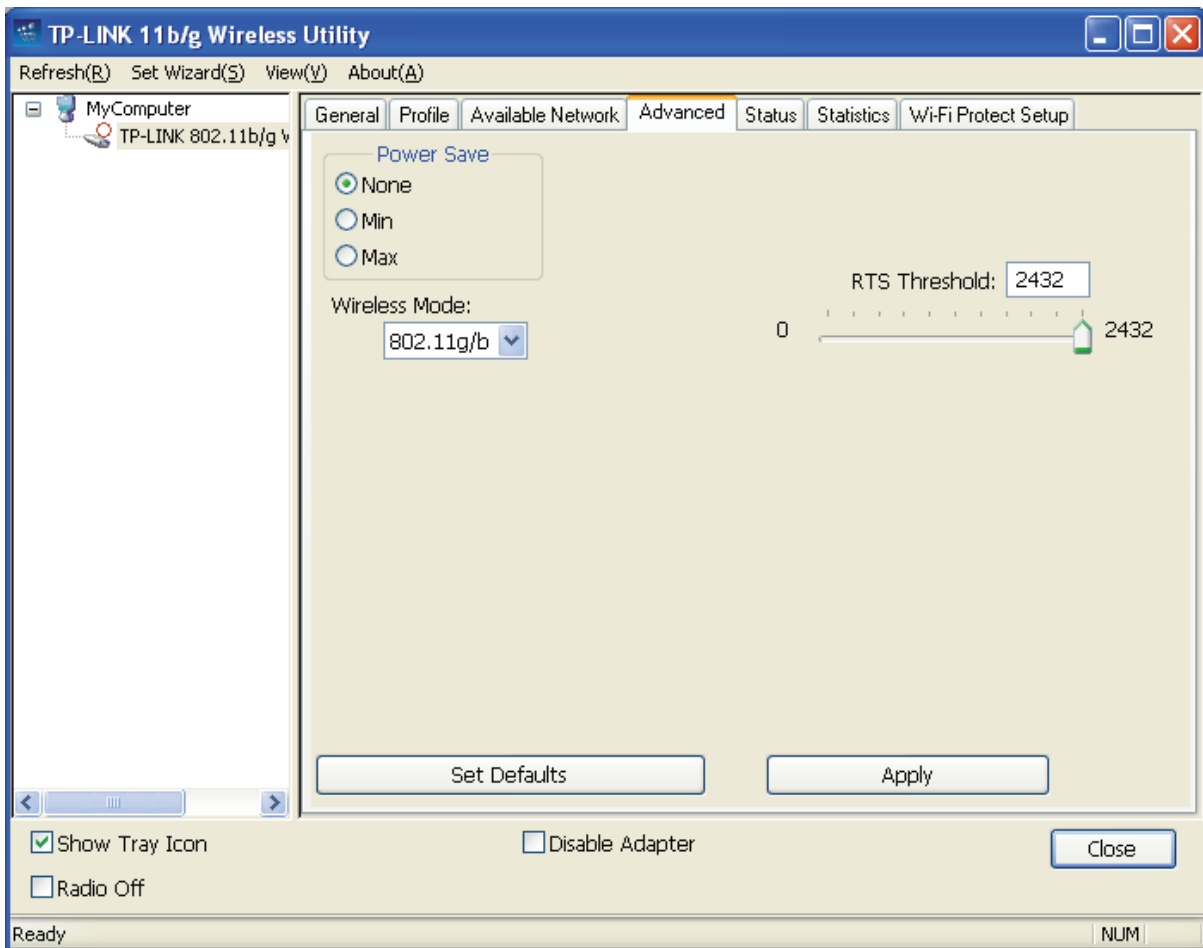 TP-LINK 11b/g Wireless Utility
Refresh(R) Set Wizard(S) View(V) About(A)
MyComputer
TP-LINK 802.11b/g
General Profile Available Network Advanced Status Statistics Wi-Fi Protect Setup
Power Save
None
Min
Max
Wireless Mode:
802.11g/b
RTS Threshold: 2432
0 2432
Set Defaults Apply
Show Tray Icon Disable Adapter Close
Radio Off
Ready NUM